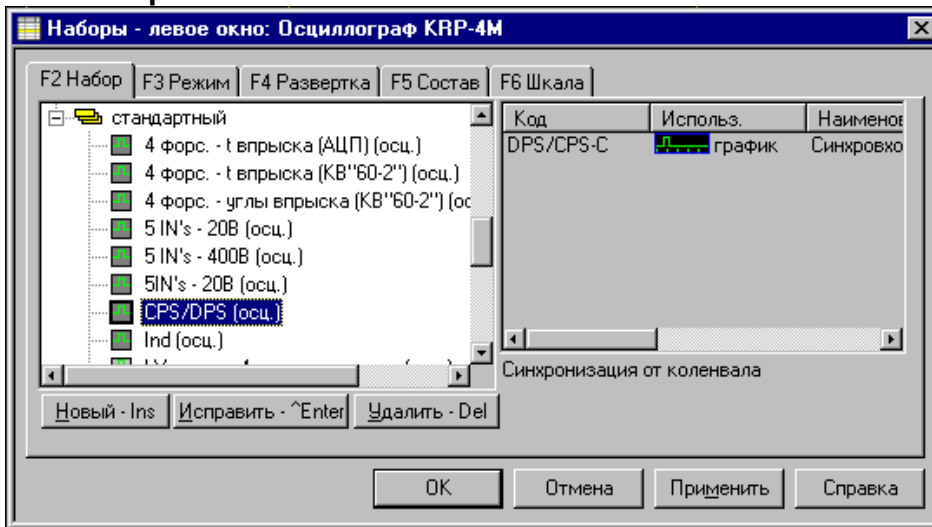 Наборы - левое окно: Осциллограф KRP-4M
F2 Набор F3 Режим F4 Развертка F5 Состав F6 Шкала
стандартный
4 форс. - t впрыска (АЦП) (осц.)
4 форс. - t впрыска (КВ"60-2") (осц.)
4 форс. - углы впрыска (КВ"60-2") (ос
5 IN's - 20В (осц.)
5 IN's - 400В (осц.)
5IN's - 20В (осц.)
CPS/DPS (осц.)
Ind (осц.)
Код Использ. Наименов
DPS/CPS-C график Синхровхо
Синхронизация от коленвала
Новый - Ins Исправить - ^Enter Удалить - Del
OK Отмена Применить Справка